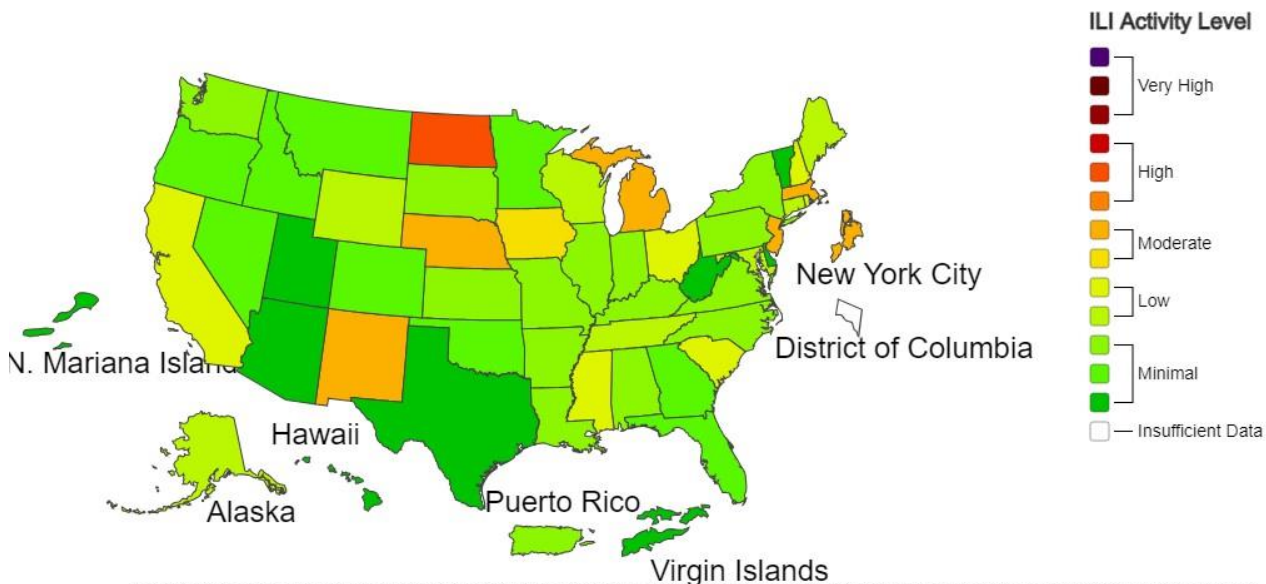 ILI Activity Level
Very High
High
Moderate
Low
Minimal
Insufficient Data
New York City
District of Columbia
N. Mariana Island
Hawaii
Alaska
Puerto Rico
Virgin Islands